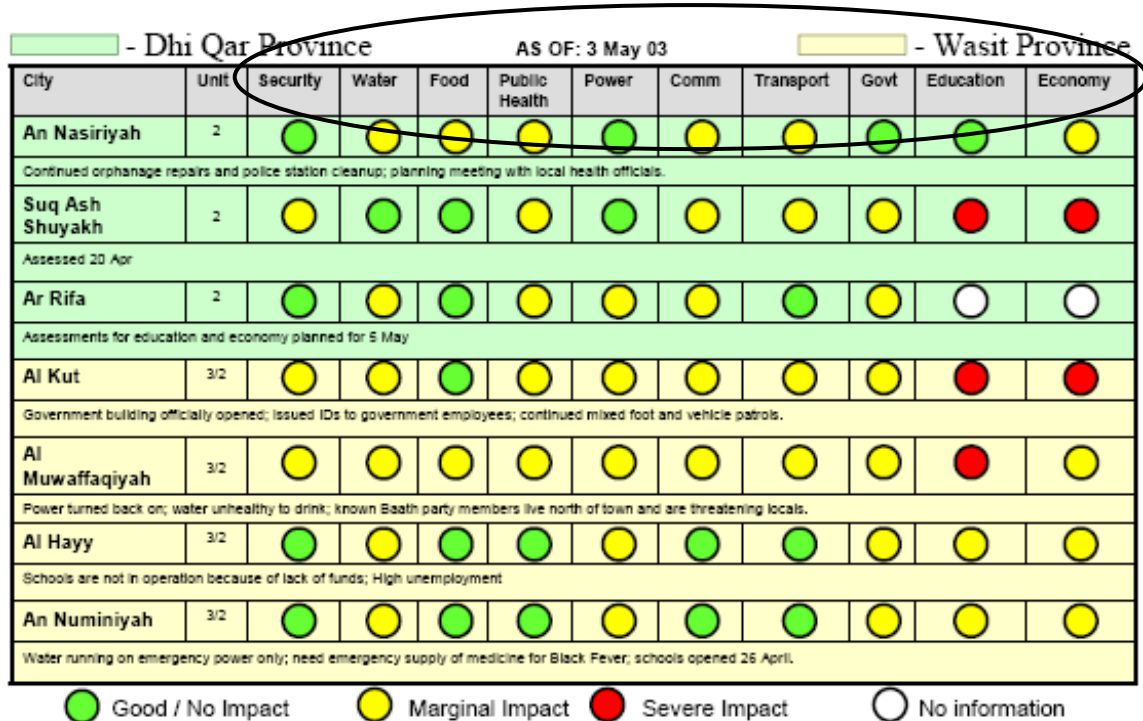 - Dhi Qar Province AS OF: 3 May 03 - Wasit Province
City Unit Security Water Food Public Health Power Comm Transport Govt Education Economy
An Nasiriyah 2
Continued orphanage repairs and police station cleanup; planning meeting with local health officials.
Suq Ash Shuyakh 2
Assessed 20 Apr
Ar Rifa 2
Assessments for education and economy planned for 5 May
Al Kut 3/2
Government building officially opened; issued IDs to government employees; continued mixed foot and vehicle patrols.
Al Muwaffaqiyah 3/2
Power turned back on; water unhealthy to drink; known Baath party members live north of town and are threatening locals.
Al Hayy 3/2
Schools are not in operation because of lack of funds; High unemployment
An Numiniyah 3/2
Water running on emergency power only; need emergency supply of medicine for Black Fever; schools opened 26 April.
Good / No Impact Marginal Impact Severe Impact No information